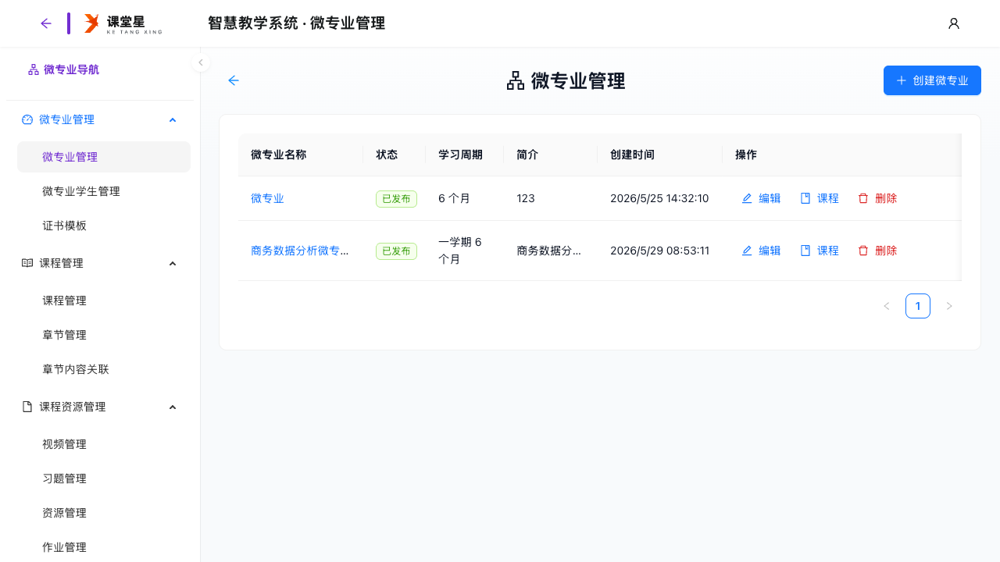 课堂星
KE TANG XING
智慧教学系统 · 微专业管理
微专业导航
微专业管理
微专业管理
微专业学生管理
证书模板
课程管理
课程管理
章节管理
章节内容关联
课程资源管理
视频管理
习题管理
资源管理
作业管理
微专业管理
创建微专业
微专业名称 状态 学习周期 简介 创建时间 操作
微专业 已发布 6 个月 123 2026/5/25 14:32:10 编辑 课程 删除
商务数据分析微专... 已发布 一学期 6 商务数据分... 2026/5/29 08:53:11 编辑 课程 删除
个月
1